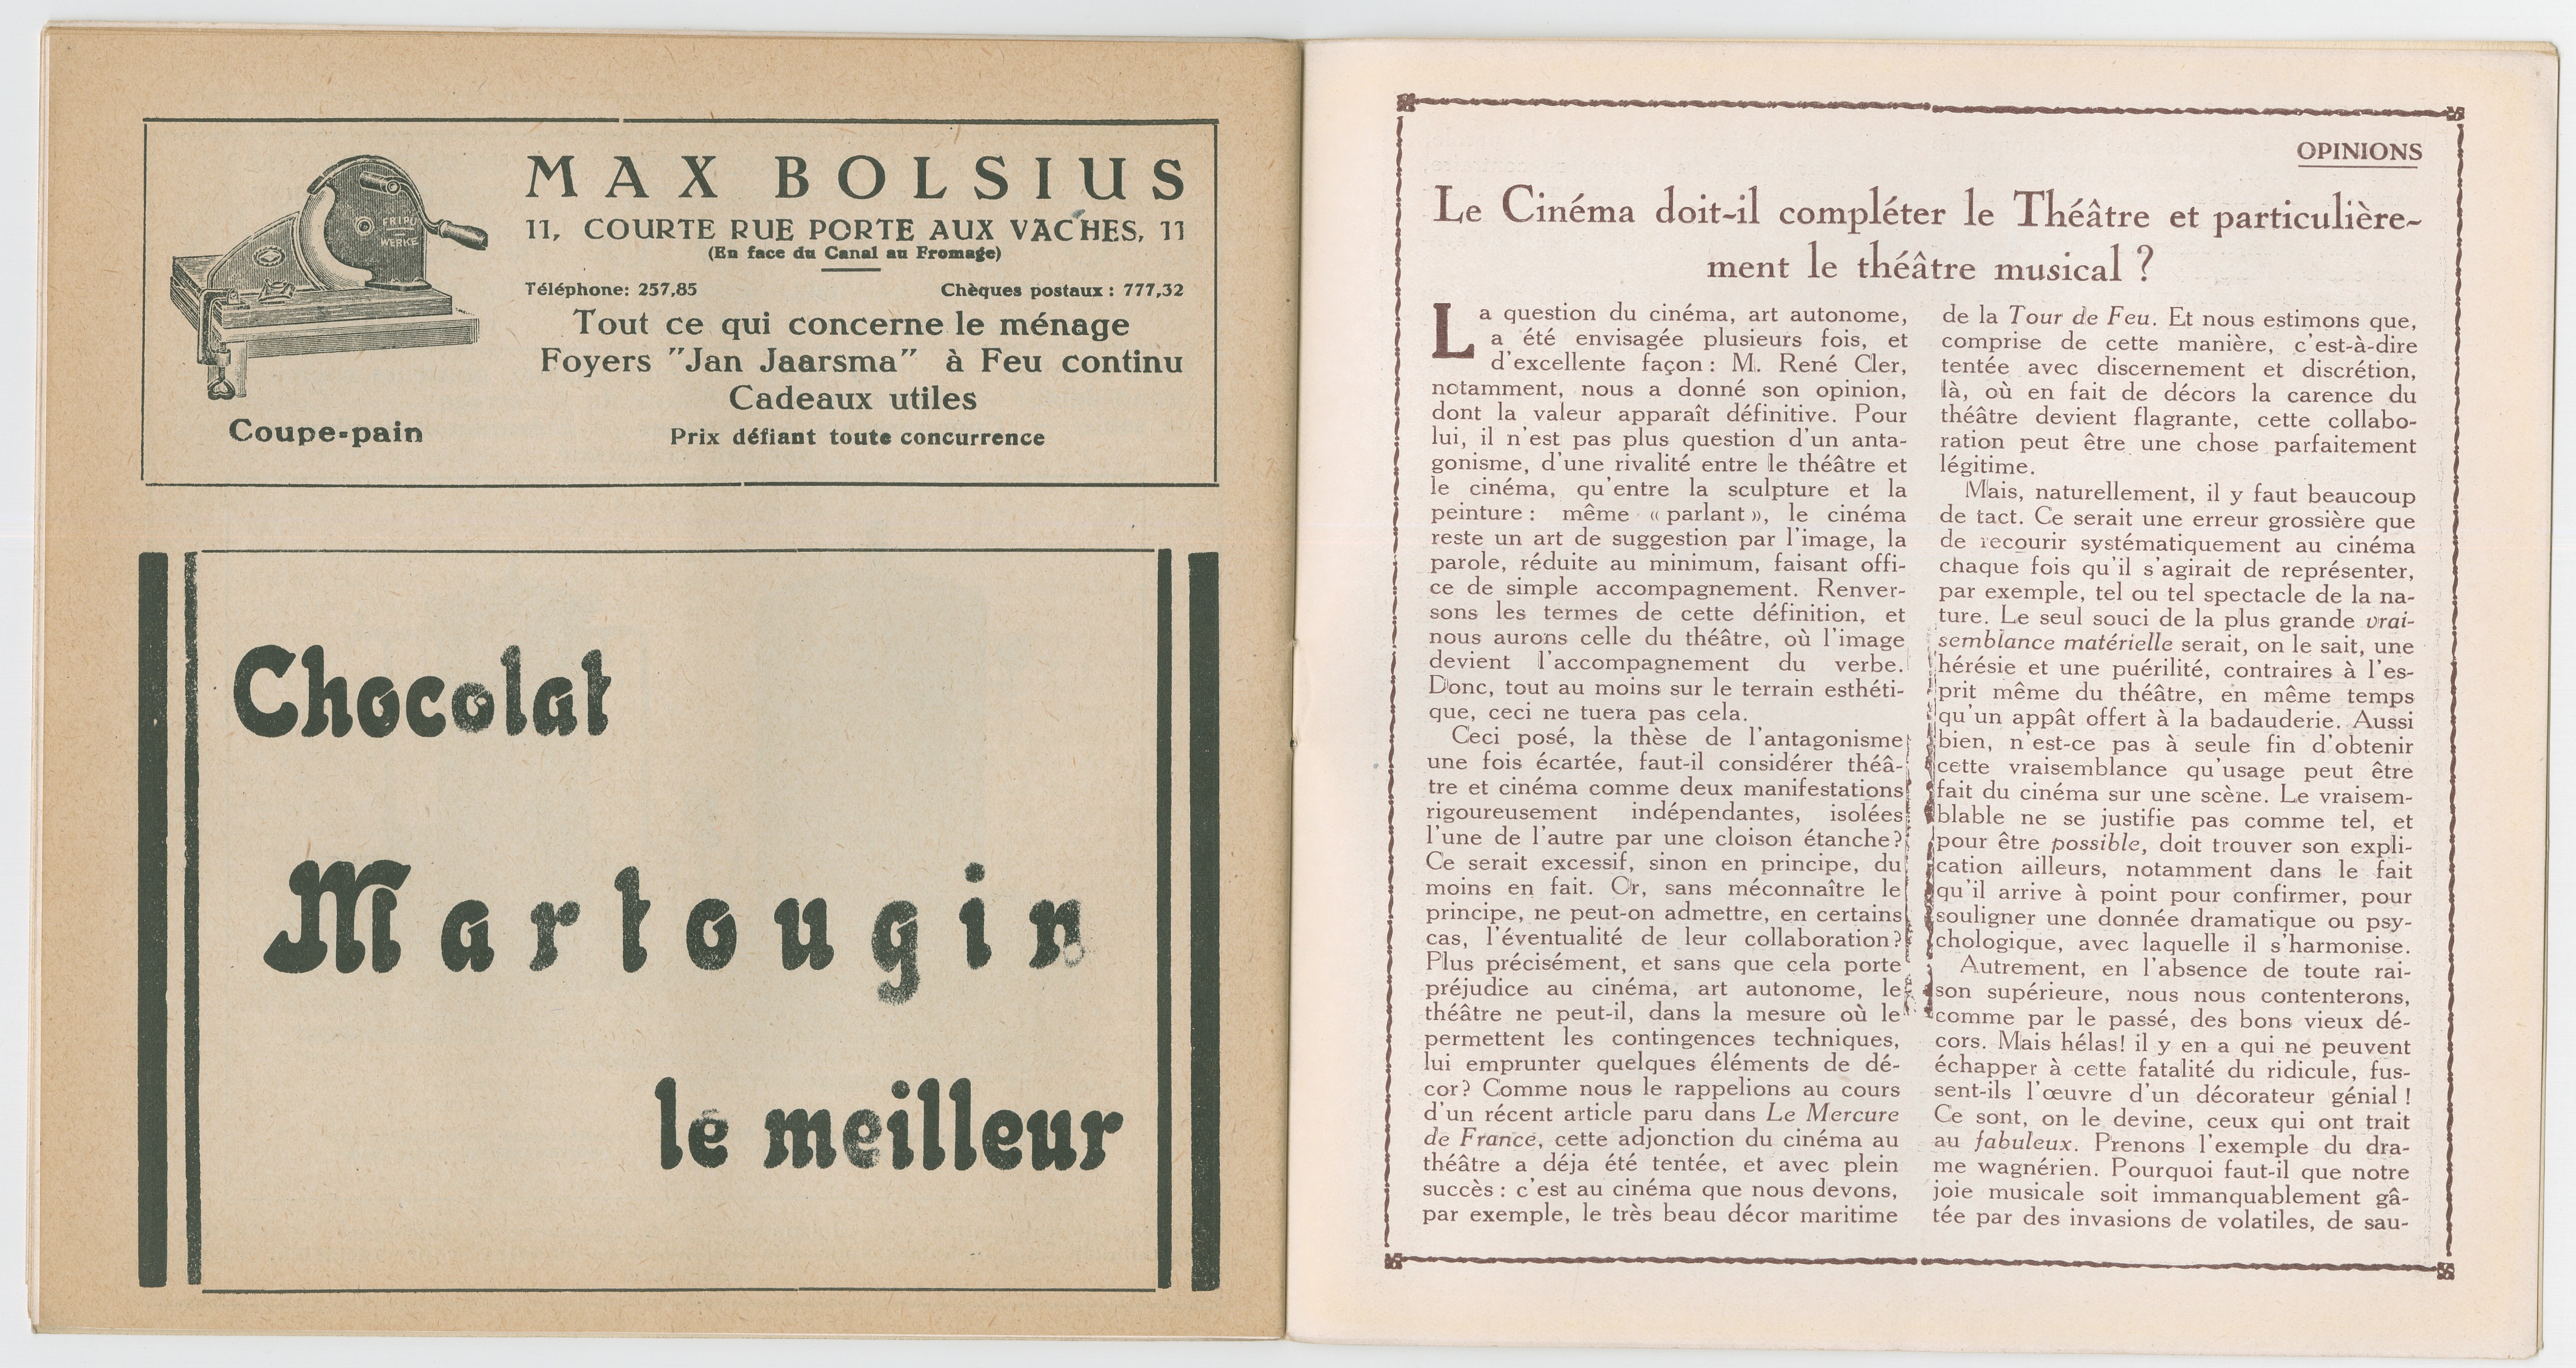 FRIPU
WERKE
Coupe-pain
MAX BOLSIUS
11, COURTE RUE PORTE AUX VACHES, 11
(En face du Canal au Fromage)
Téléphone: 257,85
Chèques postaux : 777,32
Tout ce qui concerne le ménage
Foyers "Jan Jaarsma" à Feu continu
Cadeaux utiles
Prix défiant toute concurrence
Chocolat
Martougin
le meilleur
OPINIONS
Le Cinéma doit-il compléter le Théâtre et particulière-
ment le théâtre musical ?
La question du cinéma, art autonome,
a été envisagée plusieurs fois, et
d'excellente façon : M. René Cler,
notamment, nous a donné son opinion,
dont la valeur apparaît définitive. Pour
lui, il n'est pas plus question d'un anta-
gonisme, d'une rivalité entre le théâtre et
le cinéma, qu'entre la sculpture et la
peinture : même « parlant », le cinéma
reste un art de suggestion par l'image, la
parole, réduite au minimum, faisant offi-
ce de simple accompagnement. Renver-
sons les termes de cette définition, et
nous aurons celle du théâtre, où l'image
devient l'accompagnement du verbe.
Donc, tout au moins sur le terrain esthéti-
que, ceci ne tuera pas cela.
Ceci posé, la thèse de l'antagonisme
une fois écartée, faut-il considérer théâ-
tre et cinéma comme deux manifestations
rigoureusement indépendantes, isolées
l'une de l'autre par une cloison étanche?
Ce serait excessif, sinon en principe, du
moins en fait. Or, sans méconnaître le
principe, ne peut-on admettre, en certains
cas, l'éventualité de leur collaboration?
Plus précisément, et sans que cela porte
préjudice au cinéma, art autonome, le
théâtre ne peut-il, dans la mesure où le
permettent les contingences techniques,
lui emprunter quelques éléments de dé-
cor? Comme nous le rappelions au cours
d'un récent article paru dans Le Mercure
de France, cette adjonction du cinéma au
théâtre a déja été tentée, et avec plein
succès : c'est au cinéma que nous devons,
par exemple, le très beau décor maritime
de la Tour de Feu. Et nous estimons que,
comprise de cette manière, c'est-à-dire
tentée avec discernement et discrétion,
là, où en fait de décors la carence du
théâtre devient flagrante, cette collabo-
ration peut être une chose parfaitement
légitime.
Mais, naturellement, il y faut beaucoup
de tact. Ce serait une erreur grossière que
de recourir systématiquement au cinéma
chaque fois qu'il s'agirait de représenter,
par exemple, tel ou tel spectacle de la na-
ture. Le seul souci de la plus grande vrai-
semblance matérielle serait, on le sait, une
hérésie et une puérilité, contraires à l'es-
prit même du théâtre, en même temps
qu'un appât offert à la badauderie. Aussi
bien, n'est-ce pas à seule fin d'obtenir
cette vraisemblance qu'usage peut être
fait du cinéma sur une scène. Le vraisem-
blable ne se justifie pas comme tel, et
pour être possible, doit trouver son expli-
cation ailleurs, notamment dans le fait
qu'il arrive à point pour confirmer, pour
souligner une donnée dramatique ou psy-
chologique, avec laquelle il s'harmonise.
Autrement, en l'absence de toute rai-
son supérieure, nous nous contenterons,
comme par le passé, des bons vieux dé-
cors. Mais hélas! il y en a qui ne peuvent
échapper à cette fatalité du ridicule, fus-
sent-ils l'œuvre d'un décorateur génial !
Ce sont, on le devine, ceux qui ont trait
au fabuleux. Prenons l'exemple du dra-
me wagnérien. Pourquoi faut-il que notre
joie musicale soit immanquablement gâ-
tée par des invasions de volatiles, de sau-